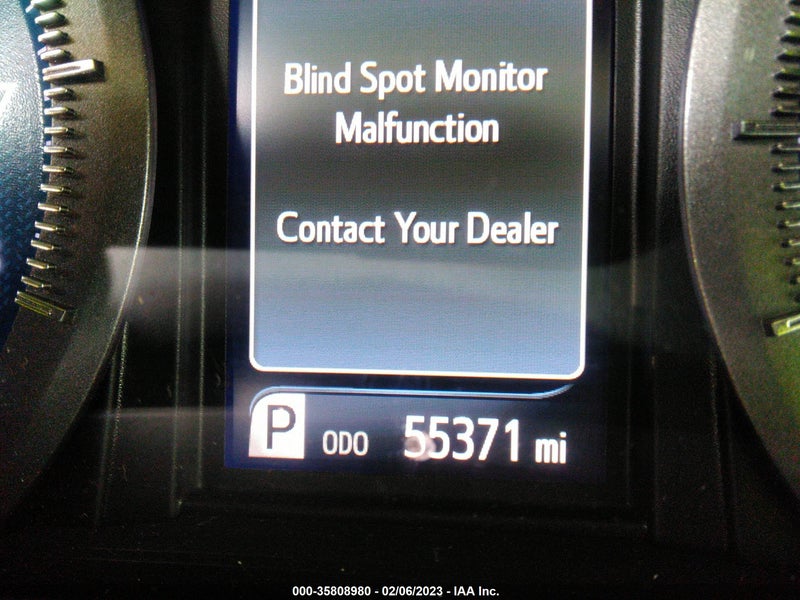 Blind Spot Monitor
Malfunction
Contact Your Dealer
P ODO 55371 mi
000-35808980 - 02/06/2023 - IAA Inc.